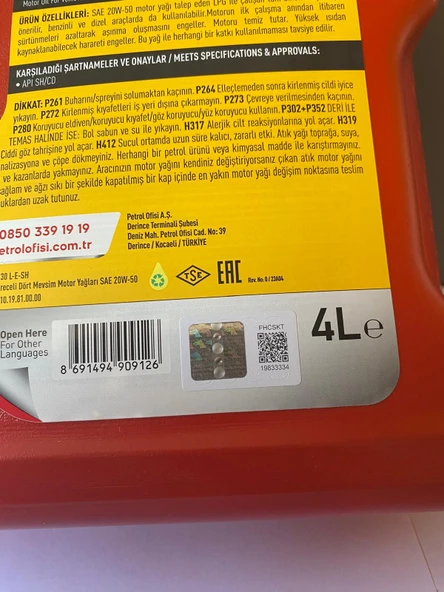 Motor Oil For Vehicles
ÜRÜN ÖZELLİKLERİ: SAE 20W-50 motor yağı talep eden LPG ile çalışan
önerilir, benzinli ve dizel araçlarda da kullanılabilir.Motorun ilk çalışma anından itibaren
sürtünmeleri azaltarak aşınma oluşmasını engeller. Motoru temiz tutar. Yüksek ısıdan
kaynaklanabilecek harareti engeller. Bu yağ ile herhangi bir katkı kullanılmaması tavsiye edilir.
KARŞILADIĞI ŞARTNAMELER VE ONAYLAR / MEETS SPECIFICATIONS & APPROVALS:
• API SH/CD
DİKKAT: P261 Buharını/spreyini solumaktan kaçının. P264 Elleçlemeden sonra kirlenmiş cildi iyice
yıkayın. P272 Kirlenmiş kıyafetleri iş yeri dışına çıkarmayın. P273 Çevreye verilmesinden kaçının.
P280 Koruyucu eldiven/koruyucu kıyafet/göz koruyucu/yüz koruyucu kullanın. P302+P352 DERİ İLE
TEMAS HALİNDE İSE: Bol sabun ve su ile yıkayın. H317 Alerjik cilt reaksiyonlarına yol açar. H319
Ciddi göz tahrişine yol açar. H412 Sucul ortamda uzun süre kalıcı, zararlı etki. Atık yağı toprağa, suya,
nalizasyona ve çöpe dökmeyiniz. Herhangi bir petrol ürünü veya kimyasal madde ile karıştırmayınız.
ve kazanlarda yakmayınız. Aracınızın motor yağını kendiniz değiştiriyorsanız çıkan atık motor yağını
sağlam ve ağzı sıkı bir şekilde kapatılmış bir kap içinde en yakın motor yağı değişim noktasına teslim
uklardan uzak tutunuz.
0850 339 19 19
etrolofisi.com.tr
Petrol Ofisi A.Ş.
Derince Terminali Şubesi
Deniz Mah. Petrol Ofisi Cad. No: 39
Derince / Kocaeli / TÜRKİYE
30 L-E-SH
receli Dört Mevsim Motor Yağları SAE 20W-50
10.19.81.00.00
TSE
EAC
Rev. No: 0 / 23A04
Open Here
For Other
Languages
8 691494 909126
FHCSKT
19833334
4Le